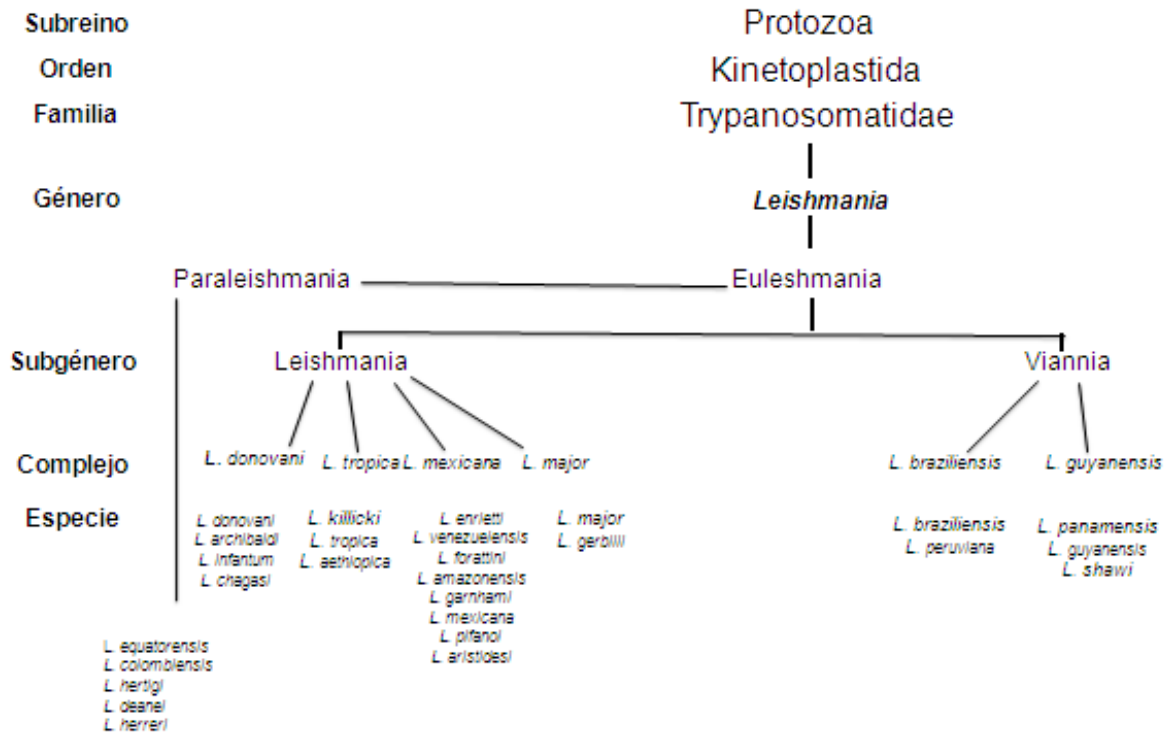 Subreino Protozoa
Orden Kinetoplastida
Familia Trypanosomatidae
Género Leishmania
Paraleishmania Euleshmania
Subgénero Leishmania Viannia
Complejo L. donovani L. tropica L. mexicana L. major L. braziliensis L. guyanensis
Especie
L. donovani
L. archibaldi
L. infantum
L. chagasi
L. killicki
L. tropica
L. aethiopica
L. enrietti
L. venezuelensis
L. forattini
L. amazonensis
L. garnhami
L. mexicana
L. pifanoi
L. aristidesi
L. major
L. gerbilli
L. braziliensis
L. peruviana
L. panamensis
L. guyanensis
L. shawi
L. equatorensis
L. colombiensis
L. hertigi
L. deanei
L. herreri